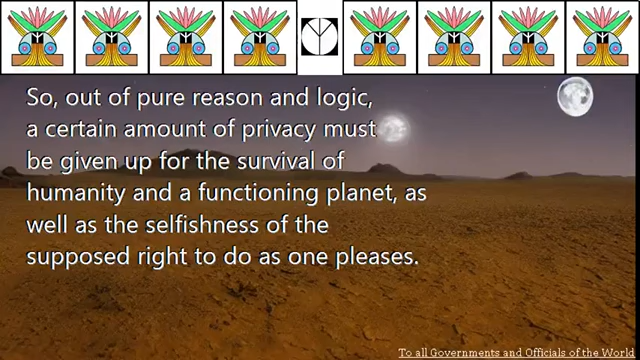 So, out of pure reason and logic,
a certain amount of privacy must
be given up for the survival of
humanity and a functioning planet, as
well as the selfishness of the
supposed right to do as one pleases.
To all Governments and Officials of the World